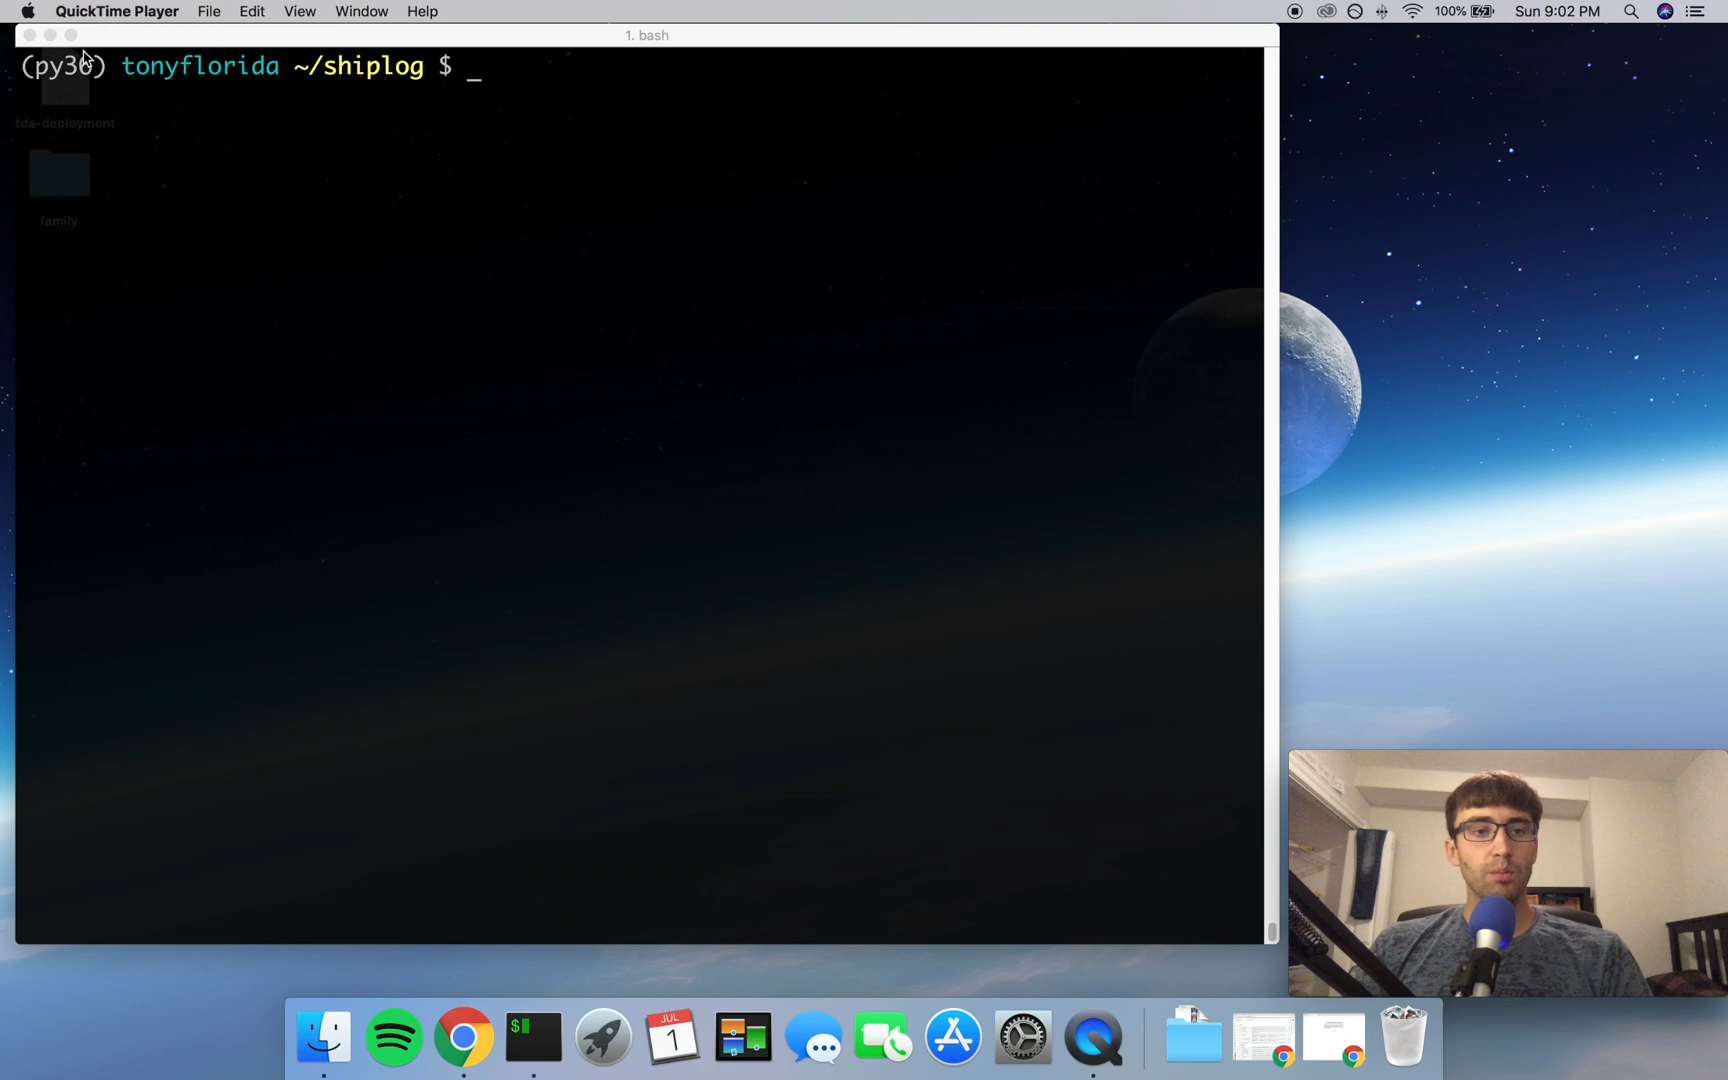 QuickTime Player File Edit View Window Help 100% Sun 9:02 PM
1. bash
(py36) tonyflorida ~/shiplog $ _
tda-deployment
family
$
JUL
1